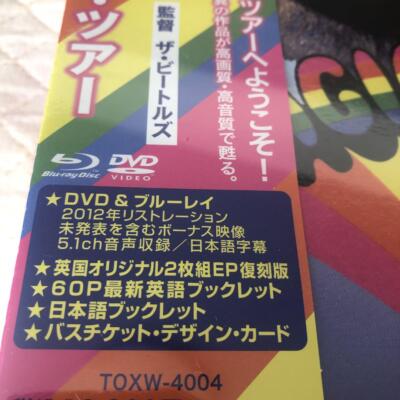 ツアーへようこそ!
の作品が高画質・高音質で甦る。
監督 ザ・ビートルズ
・ツアー
Blu-ray Disc DVD VIDEO
★DVD & ブルーレイ
2012年リストレーション
未発表を含むボーナス映像
5.1ch音声収録/日本語字幕
★英国オリジナル2枚組EP復刻版
★60P最新英語ブックレット
★日本語ブックレット
★バスチケット・デザイン・カード
TOXW-4004